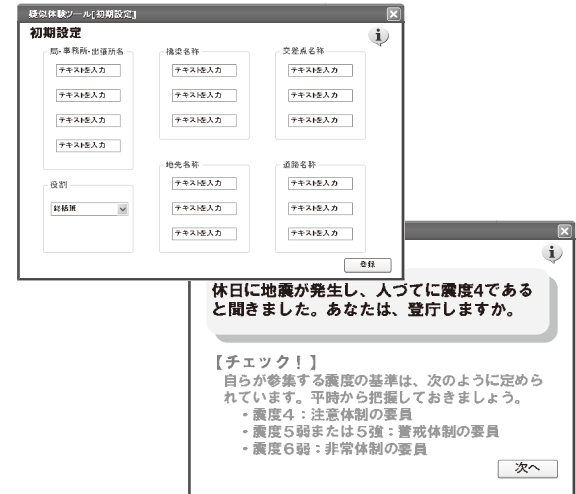 疑似体験ツール[初期設定]
初期設定
局・事務所・出張所名
テキストを入力
テキストを入力
テキストを入力
テキストを入力
橋梁名称
テキストを入力
テキストを入力
テキストを入力
交差点名称
テキストを入力
テキストを入力
テキストを入力
役割
総括班
地先名称
テキストを入力
テキストを入力
テキストを入力
道路名称
テキストを入力
テキストを入力
テキストを入力
登録
休日に地震が発生し、人づてに震度4である
と聞きました。あなたは、登庁しますか。
【チェック！】
自らが参集する震度の基準は、次のように定めら
れています。平時から把握しておきましょう。
・震度4：注意体制の要員
・震度5弱または5強：警戒体制の要員
・震度6弱：非常体制の要員
次へ